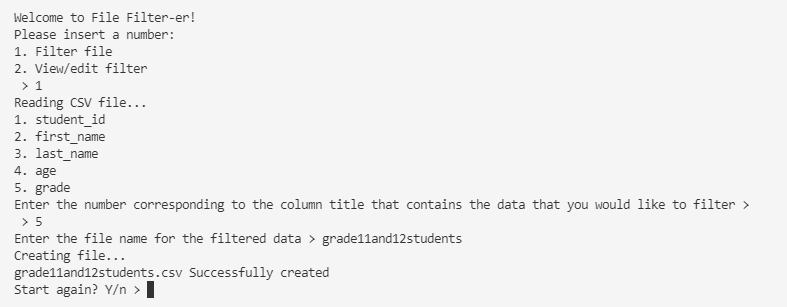 Welcome to File Filter-er!
Please insert a number:
1. Filter file
2. View/edit filter
 > 1
Reading CSV file...
1. student_id
2. first_name
3. last_name
4. age
5. grade
Enter the number corresponding to the column title that contains the data that you would like to filter >
 > 5
Enter the file name for the filtered data > grade11and12students
Creating file...
grade11and12students.csv Successfully created
Start again? Y/n >